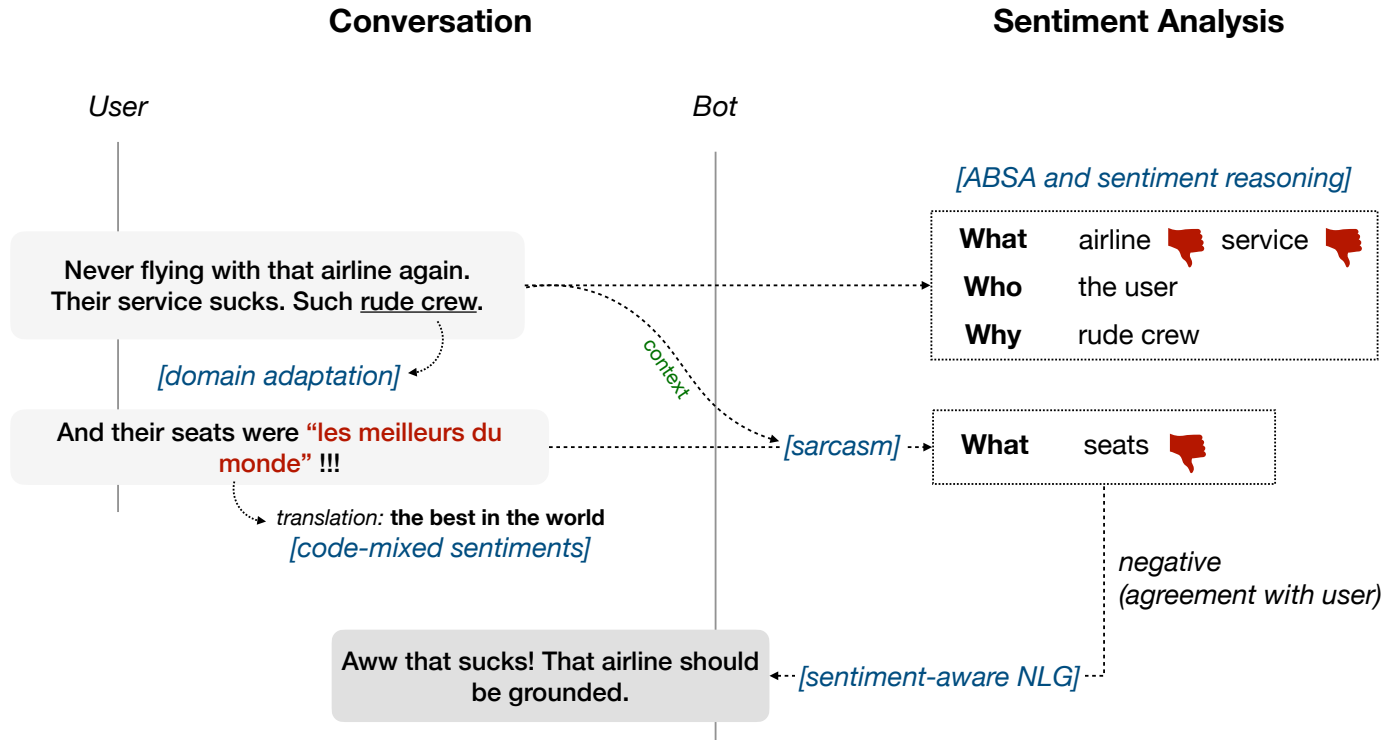 Conversation
Sentiment Analysis
User
Bot
[ABSA and sentiment reasoning]
Never flying with that airline again.
Their service sucks. Such rude crew.
What airline service
Who the user
Why rude crew
context
[domain adaptation]
And their seats were “les meilleurs du
monde” !!!
[sarcasm]
What seats
translation: the best in the world
[code-mixed sentiments]
negative
(agreement with user)
Aww that sucks! That airline should
be grounded.
[sentiment-aware NLG]